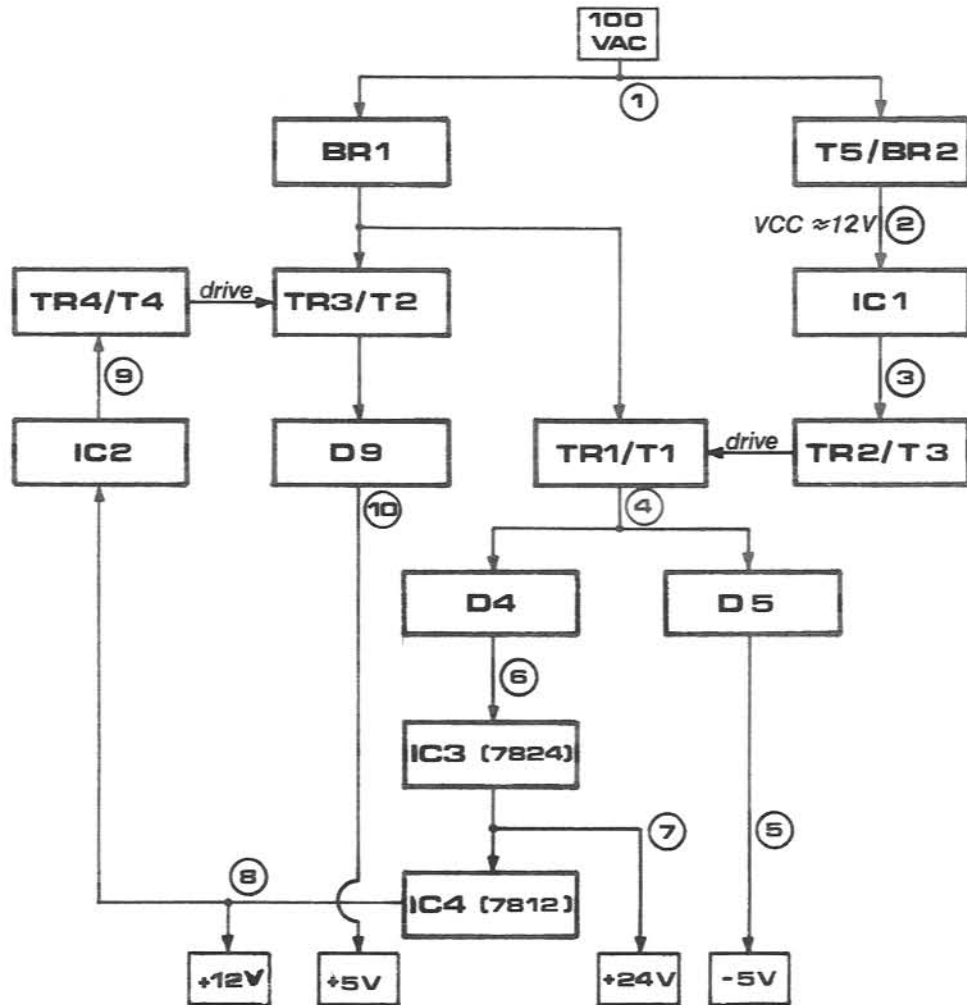 100
VAC
1
BR1
T5/BR2
VCC ≈12V
2
TR4/T4
drive
TR3/T2
IC1
9
3
IC2
D9
TR1/T1
drive
TR2/T3
10
4
D4
D5
6
IC3 (7824)
7
5
8
IC4 (7812)
+12V
+5V
+24V
-5V